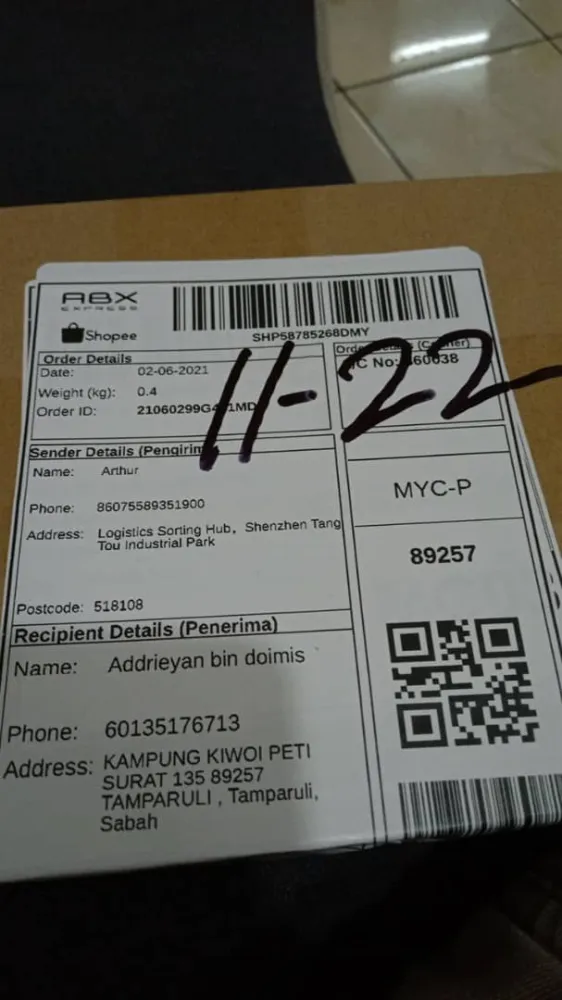 ABX
EXPRESS
Shopee
SHP58785268DMY
Order Details
Date: 02-06-2021
Weight (kg): 0.4
Order ID:
11-22
Sender Details (Pengirim
Name: Arthur
Phone: 86075589351900
Address: Logistics Sorting Hub, Shenzhen Tang
Tou Industrial Park
Postcode: 518108
MYC-P
89257
Recipient Details (Penerima)
Name: Addrieyan bin doimis
Phone: 60135176713
Address: KAMPUNG KIWOI PETI
SURAT 135 89257
TAMPARULI , Tamparuli,
Sabah